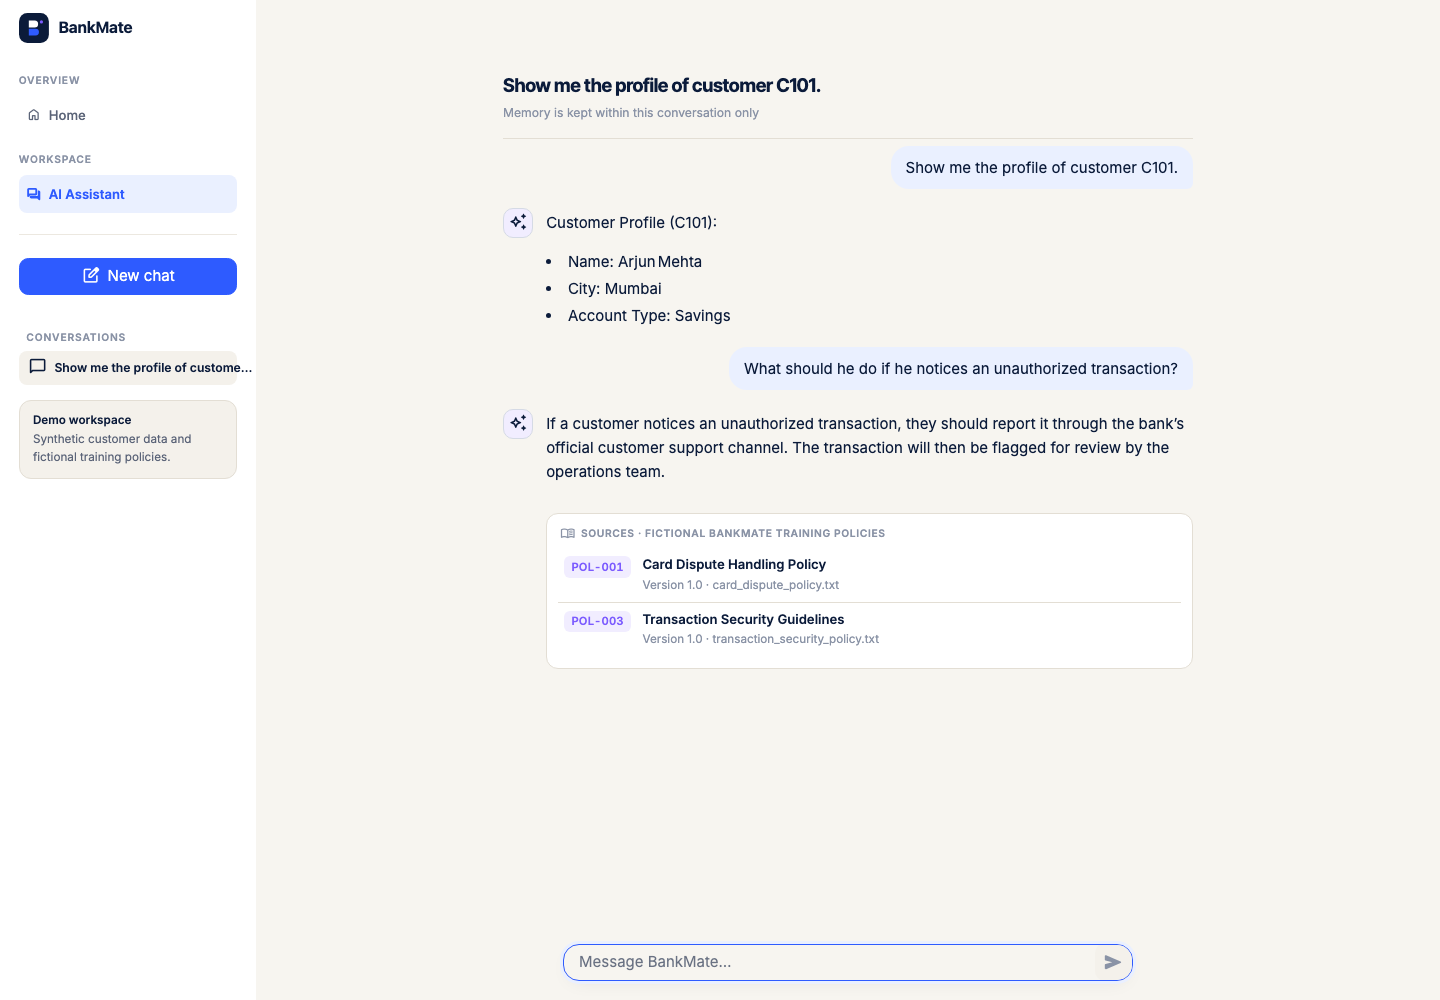 BankMate
OVERVIEW
Home
WORKSPACE
AI Assistant
New chat
CONVERSATIONS
Show me the profile of custome...
Demo workspace
Synthetic customer data and
fictional training policies.
Show me the profile of customer C101.
Memory is kept within this conversation only
Show me the profile of customer C101.
Customer Profile (C101):
• Name: Arjun Mehta
• City: Mumbai
• Account Type: Savings
What should he do if he notices an unauthorized transaction?
If a customer notices an unauthorized transaction, they should report it through the bank's
official customer support channel. The transaction will then be flagged for review by the
operations team.
SOURCES · FICTIONAL BANKMATE TRAINING POLICIES
POL-001 Card Dispute Handling Policy
Version 1.0 · card_dispute_policy.txt
POL-003 Transaction Security Guidelines
Version 1.0 · transaction_security_policy.txt
Message BankMate...